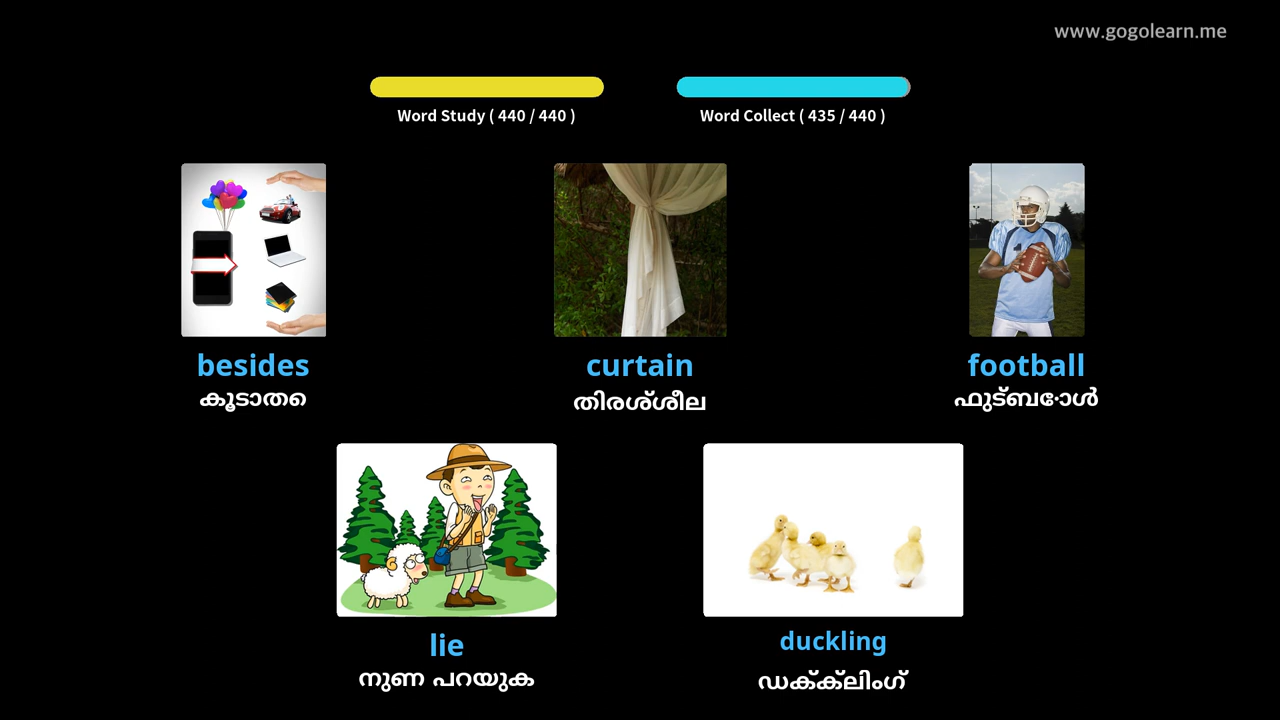 www.gogolearn.me
Word Study ( 440 / 440 )
Word Collect ( 435 / 440 )
besides
curtain
football
കൂടാതെ
തിരശ്ശീല
ഫുട്ബോൾ
lie
duckling
നുണ പറയുക
ഡക്ക്ലിംഗ്